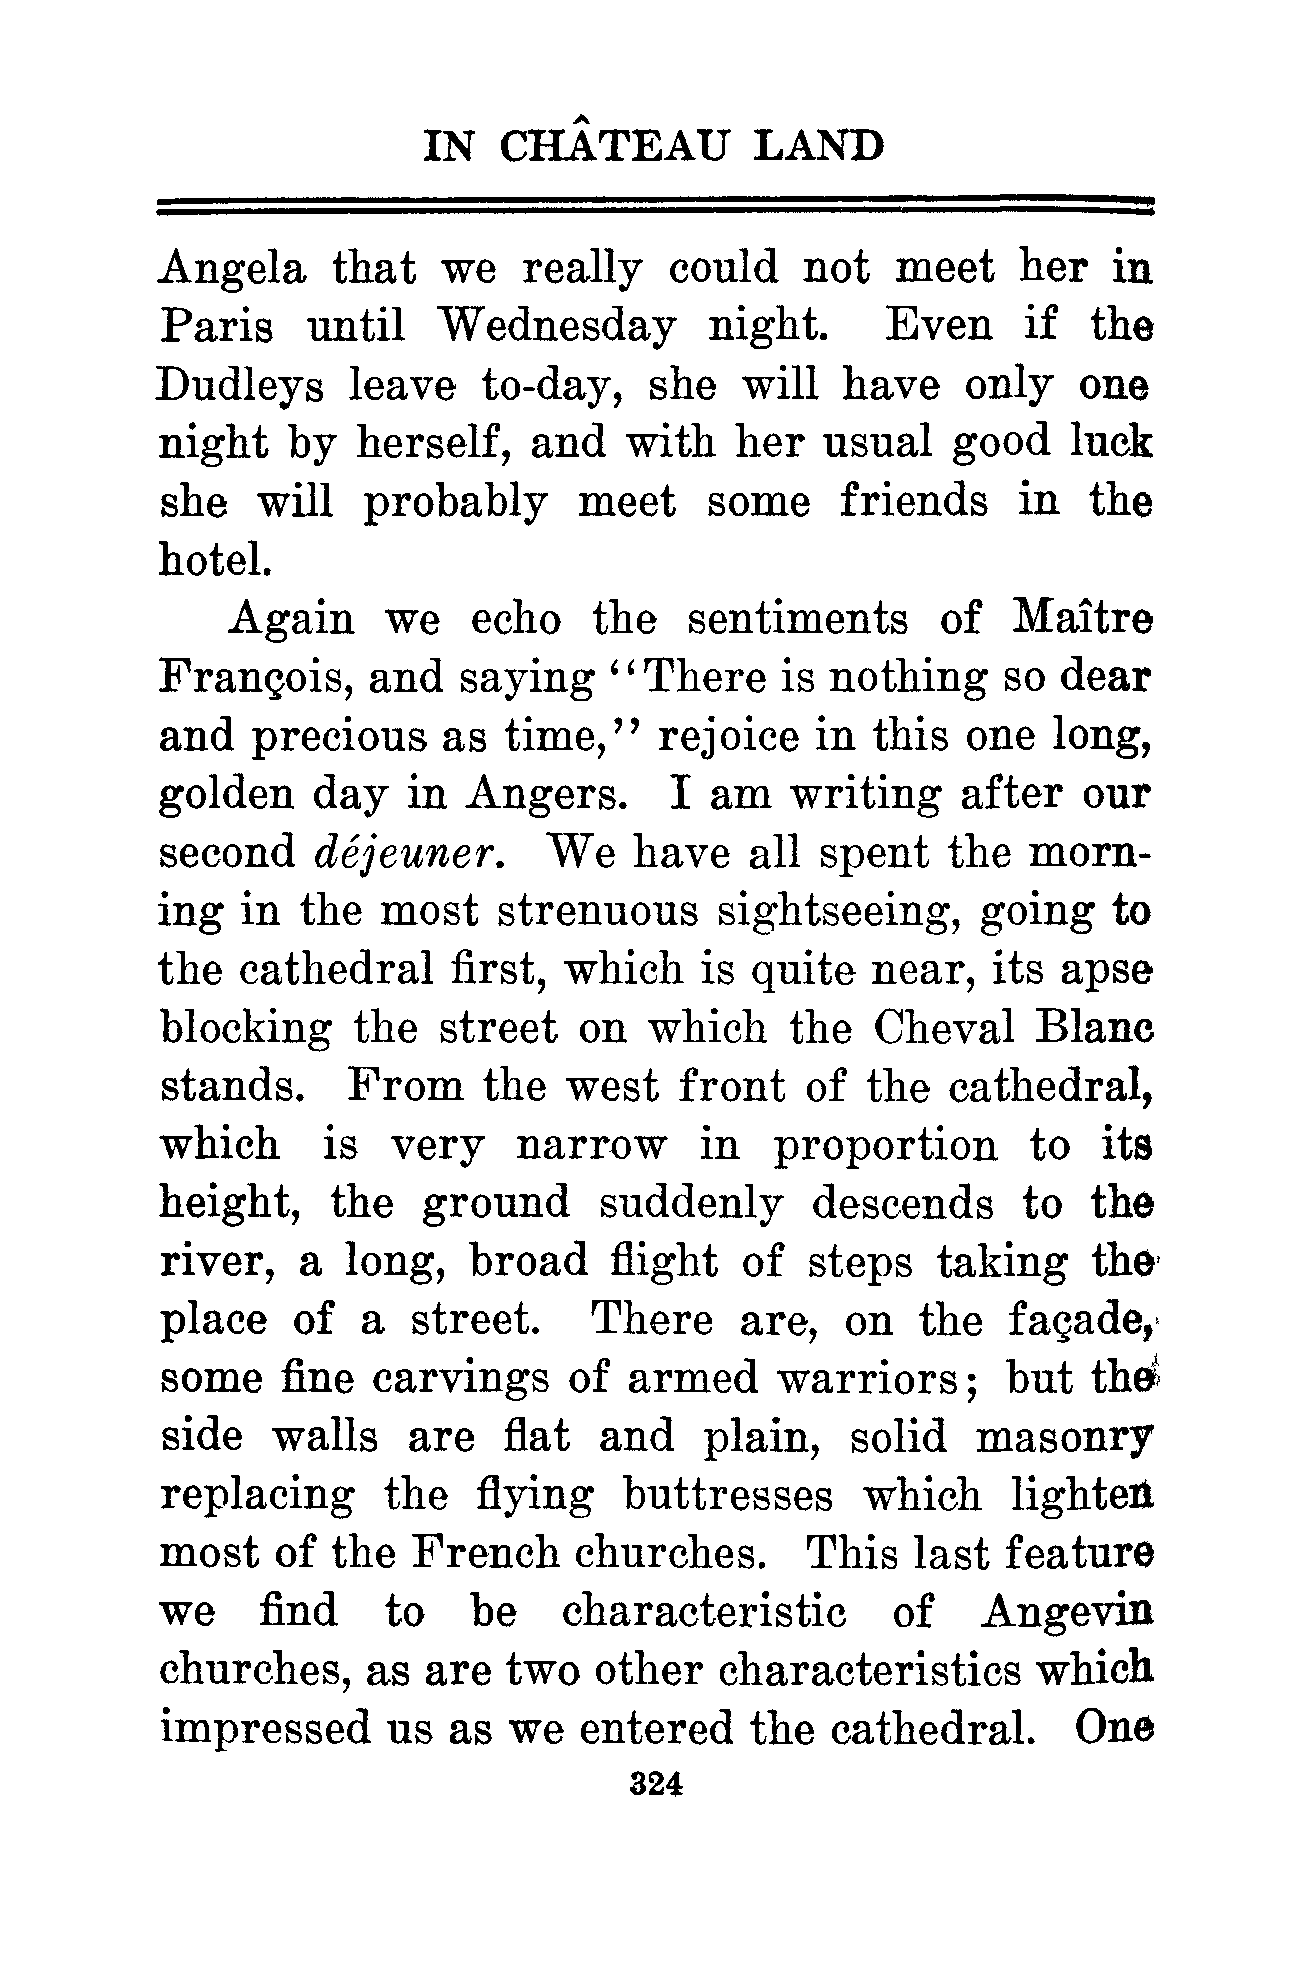 IN CHÂTEAU LAND
Angela that we really could not meet her in
Paris until Wednesday night. Even if the
Dudleys leave to-day, she will have only one
night by herself, and with her usual good luck
she will probably meet some friends in the
hotel.
Again we echo the sentiments of Maître
François, and saying “There is nothing so dear
and precious as time,” rejoice in this one long,
golden day in Angers. I am writing after our
second déjeuner. We have all spent the morn-
ing in the most strenuous sightseeing, going to
the cathedral first, which is quite near, its apse
blocking the street on which the Cheval Blanc
stands. From the west front of the cathedral,
which is very narrow in proportion to its
height, the ground suddenly descends to the
river, a long, broad flight of steps taking the
place of a street. There are, on the façade,
some fine carvings of armed warriors; but the
side walls are flat and plain, solid masonry
replacing the flying buttresses which lighten
most of the French churches. This last feature
we find to be characteristic of Angevin
churches, as are two other characteristics which
impressed us as we entered the cathedral. One
324